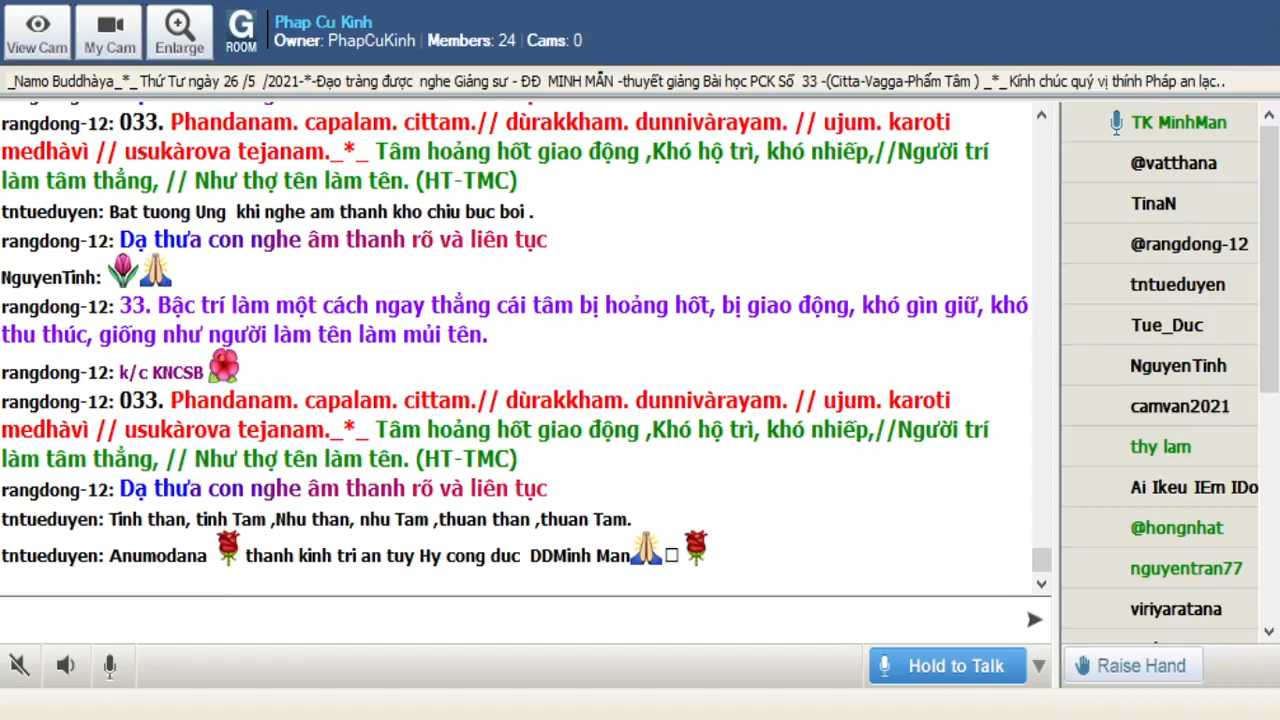 View Cam
My Cam
Enlarge
G
ROOM
Phap Cu Kinh
Owner: PhapCuKinh | Members: 24 | Cams: 0
_Namo Buddhàya_*_ Thứ Tư ngày 26 /5 /2021-*-Đạo tràng được nghe Giảng sư - ĐĐ MINH MẪN -thuyết giảng Bài học PCK Số 33 -(Citta-Vagga-Phẩm Tâm ) _*_ Kính chúc quý vị thính Pháp an lạc..
rangdong-12: 033. Phandanam. capalam. cittam.// dùrakkham. dunnivàrayam. // ujum. karoti
medhàvì // usukàrova tejanam._*_ Tâm hoảng hốt giao động ,Khó hộ trì, khó nhiếp,//Người trí
làm tâm thẳng, // Như thợ tên làm tên. (HT-TMC)
tntueduyen: Bat tuong Ung khi nghe am thanh kho chiu buc boi .
rangdong-12: Dạ thưa con nghe âm thanh rõ và liên tục
NguyenTinh:
rangdong-12: 33. Bậc trí làm một cách ngay thẳng cái tâm bị hoảng hốt, bị giao động, khó gìn giữ, khó
thu thúc, giống như người làm tên làm mủi tên.
rangdong-12: k/c KNCSB
rangdong-12: 033. Phandanam. capalam. cittam.// dùrakkham. dunnivàrayam. // ujum. karoti
medhàvì // usukàrova tejanam._*_ Tâm hoảng hốt giao động ,Khó hộ trì, khó nhiếp,//Người trí
làm tâm thẳng, // Như thợ tên làm tên. (HT-TMC)
rangdong-12: Dạ thưa con nghe âm thanh rõ và liên tục
tntueduyen: Tinh than, tinh Tam ,Nhu than, nhu Tam ,thuan than ,thuan Tam.
tntueduyen: Anumodana thanh kinh tri an tuy Hy cong duc DDMinh Man
TK MinhMan
@vatthana
TinaN
@rangdong-12
tntueduyen
Tue_Duc
NguyenTinh
camvan2021
thy lam
Ai Ikeu IEm IDo
@hongnhat
nguyentran77
viriyaratana
Hold to Talk
Raise Hand